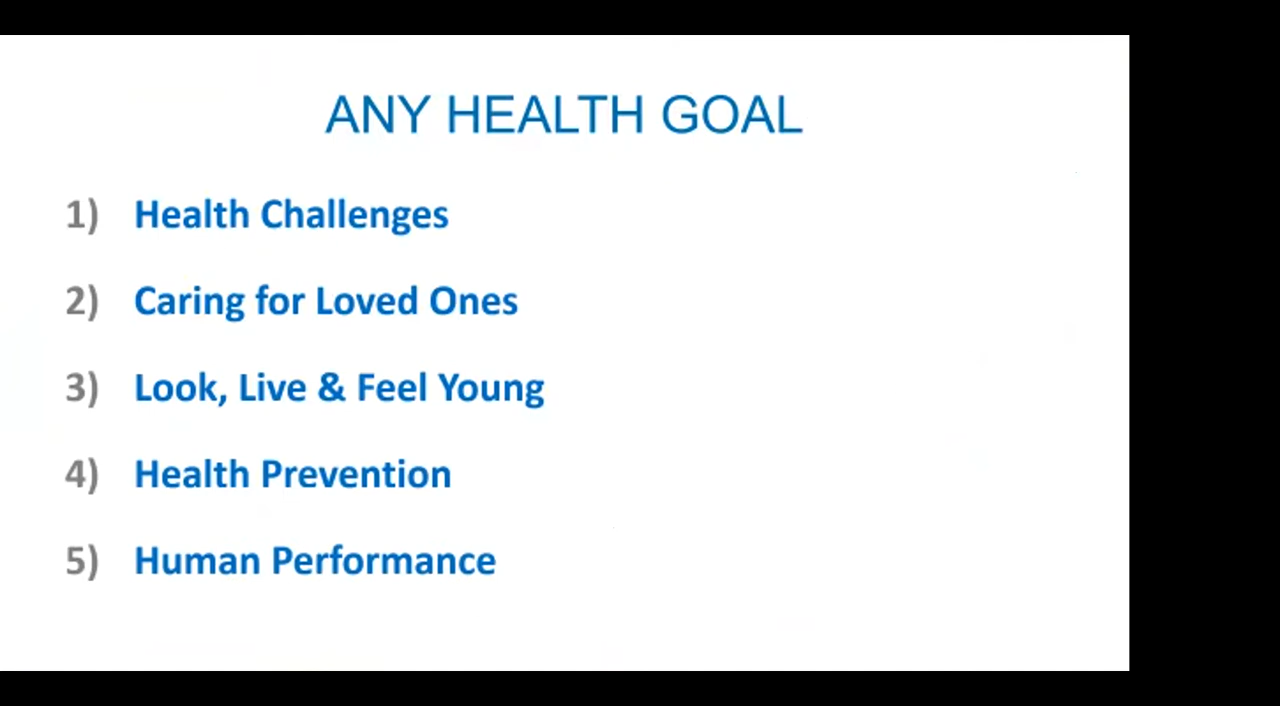 ANY HEALTH GOAL
1) Health Challenges
2) Caring for Loved Ones
3) Look, Live & Feel Young
4) Health Prevention
5) Human Performance